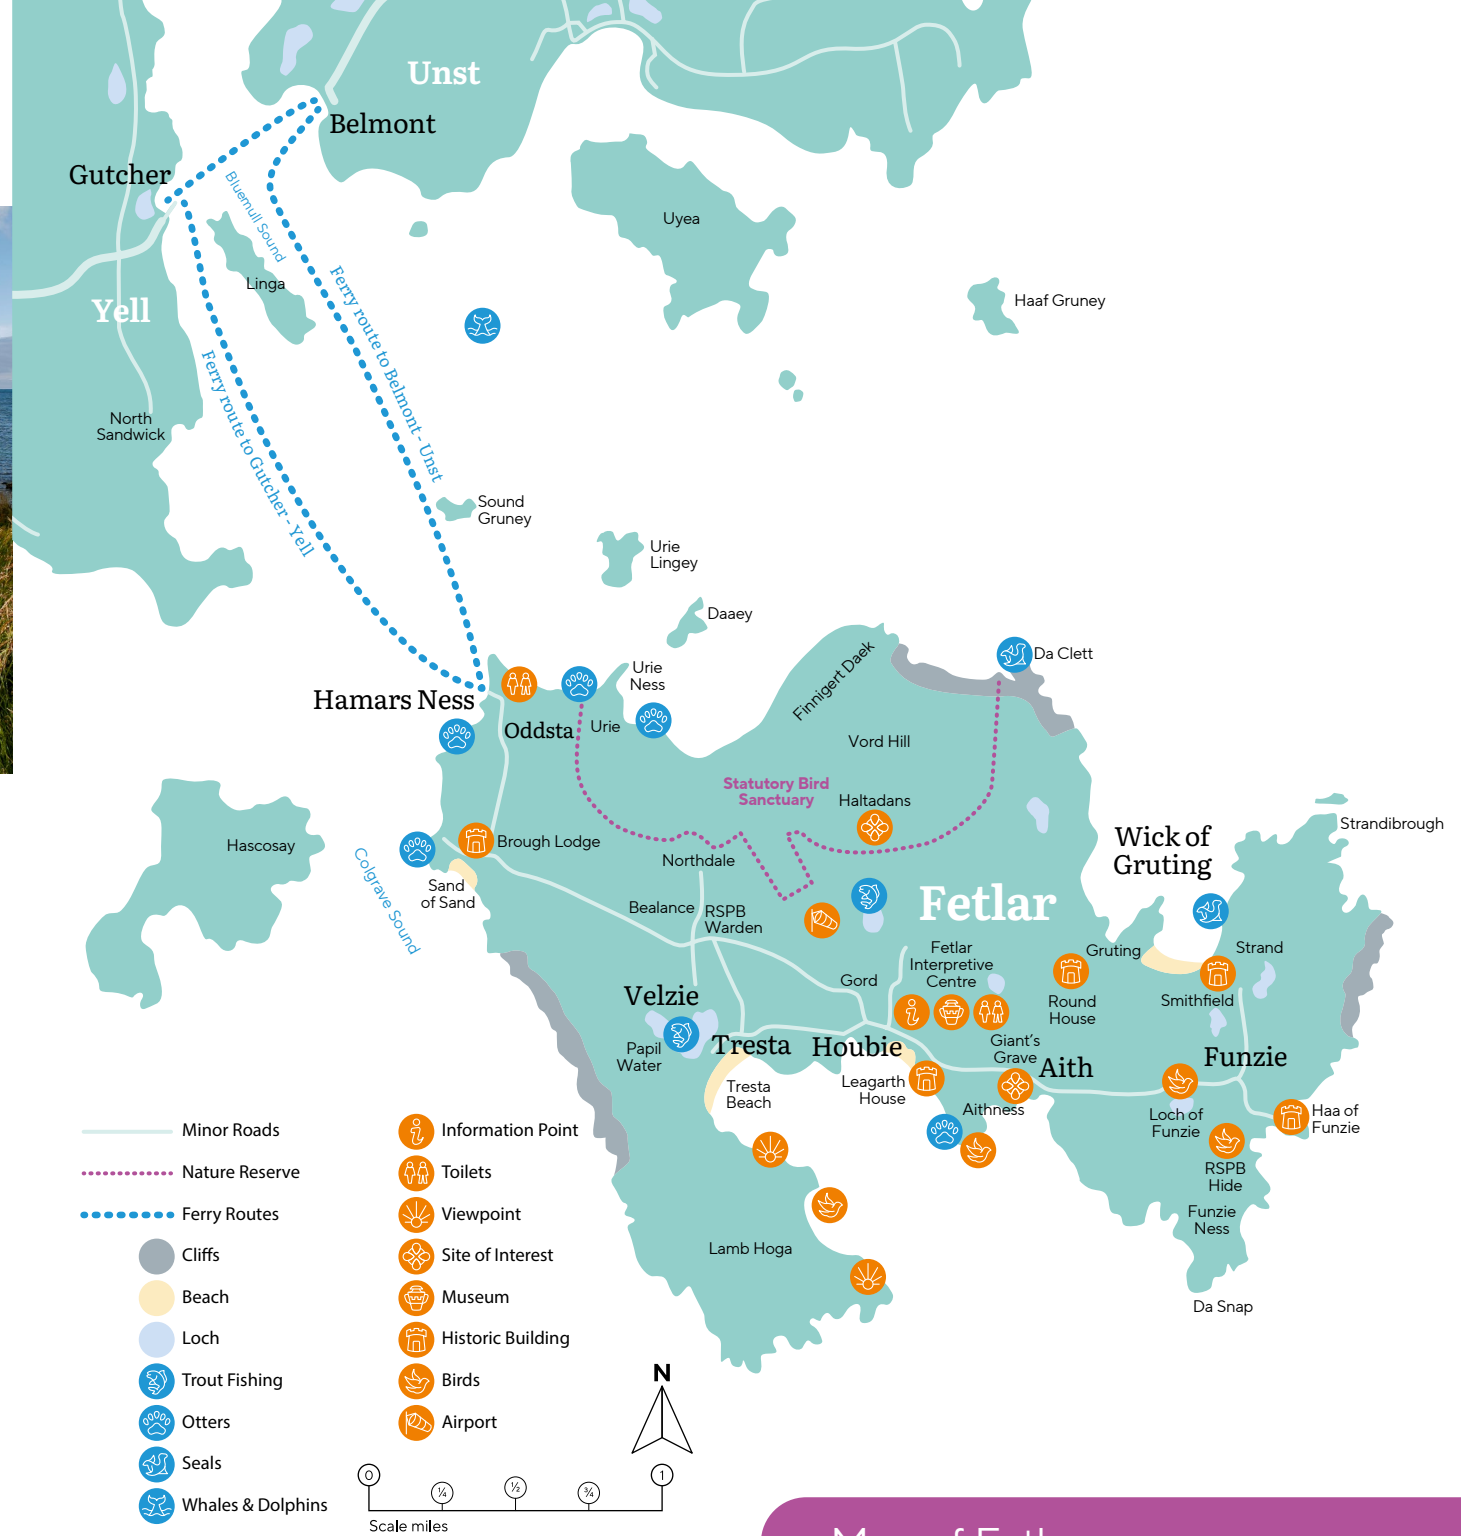 Unst
Belmont
Gutcher
Bluemull Sound
Uyea
Linga
Haaf Gruney
Yell
Ferry route to Belmont - Unst
Ferry route to Gutcher - Yell
North
Sandwick
Sound
Gruney
Urie
Lingey
Daaey
Finnigert Daek
Da Clett
Urie
Ness
Hamars Ness
Oddsta
Urie
Vord Hill
Statutory Bird
Sanctuary
Haltadans
Strandibrough
Wick of
Gruting
Hascosay
Brough Lodge
Colgrave Sound
Northdale
Sand
of Sand
Fetlar
Bealance
RSPB
Warden
Fetlar
Interpretive
Centre
Gruting
Strand
Gord
Velzie
Round
House
Smithfield
Papil
Water
Tresta
Houbie
Giant's
Grave
Aith
Funzie
Tresta
Beach
Leagarth
House
Aithness
Loch of
Funzie
Haa of
Funzie
RSPB
Hide
Funzie
Ness
Lamb Hoga
Da Snap
Minor Roads
Nature Reserve
Ferry Routes
Cliffs
Beach
Loch
Trout Fishing
Otters
Seals
Whales & Dolphins
Information Point
Toilets
Viewpoint
Site of Interest
Museum
Historic Building
Birds
Airport
N
0 ¼ ½ ¾ 1
Scale miles